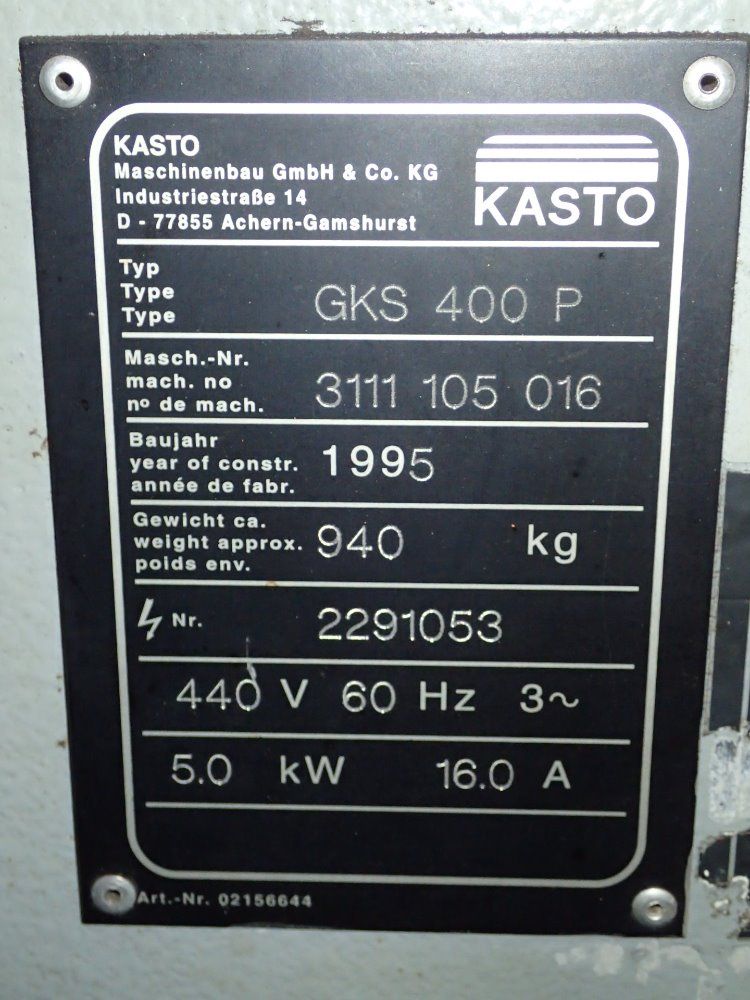 KASTO
Maschinenbau GmbH & Co. KG
Industriestraße 14
D - 77855 Achern-Gamshurst
KASTO
Typ
Type
Type
GKS 400 P
Masch.-Nr.
mach. no
nº de mach.
3111 105 016
Baujahr
year of constr.
année de fabr.
1995
Gewicht ca.
weight approx.
poids env.
940 kg
Nr. 2291053
440 V 60 Hz 3~
5.0 kW 16.0 A
Art.-Nr. 02156644